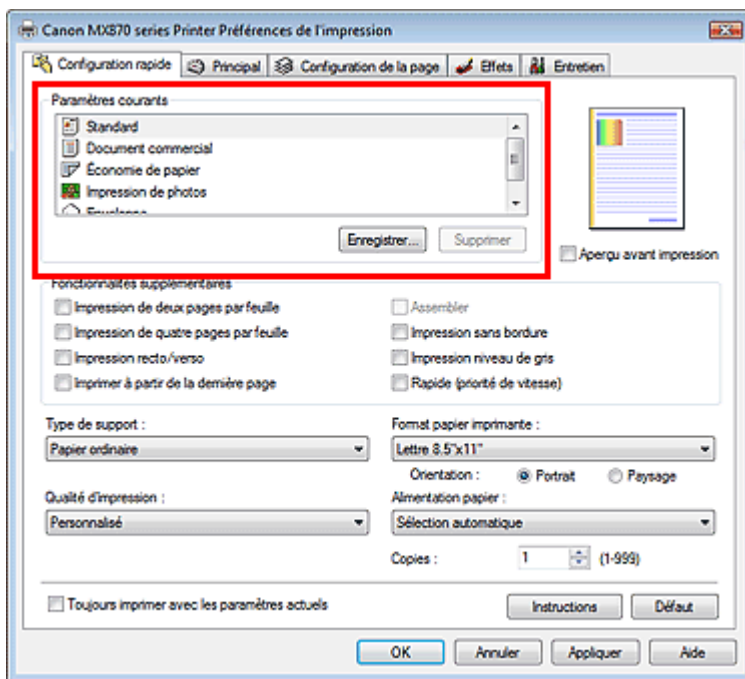 Canon MX870 series Printer Préférences de l'impression
Configuration rapide Principal Configuration de la page Effets Entretien
Paramètres courants
Standard
Document commercial
Économie de papier
Impression de photos
Enveloppe
Enregistrer... Supprimer
Aperçu avant impression
Fonctionnalités supplémentaires
Impression de deux pages par feuille Assembler
Impression de quatre pages par feuille Impression sans bordure
Impression recto/verso Impression niveau de gris
Imprimer à partir de la dernière page Rapide (priorité de vitesse)
Type de support : Format papier imprimante :
Papier ordinaire Lettre 8.5"x11"
Orientation : Portrait Paysage
Qualité d'impression : Alimentation papier :
Personnalisé Sélection automatique
Copies : 1 (1-999)
Toujours imprimer avec les paramètres actuels Instructions Défaut
OK Annuler Appliquer Aide